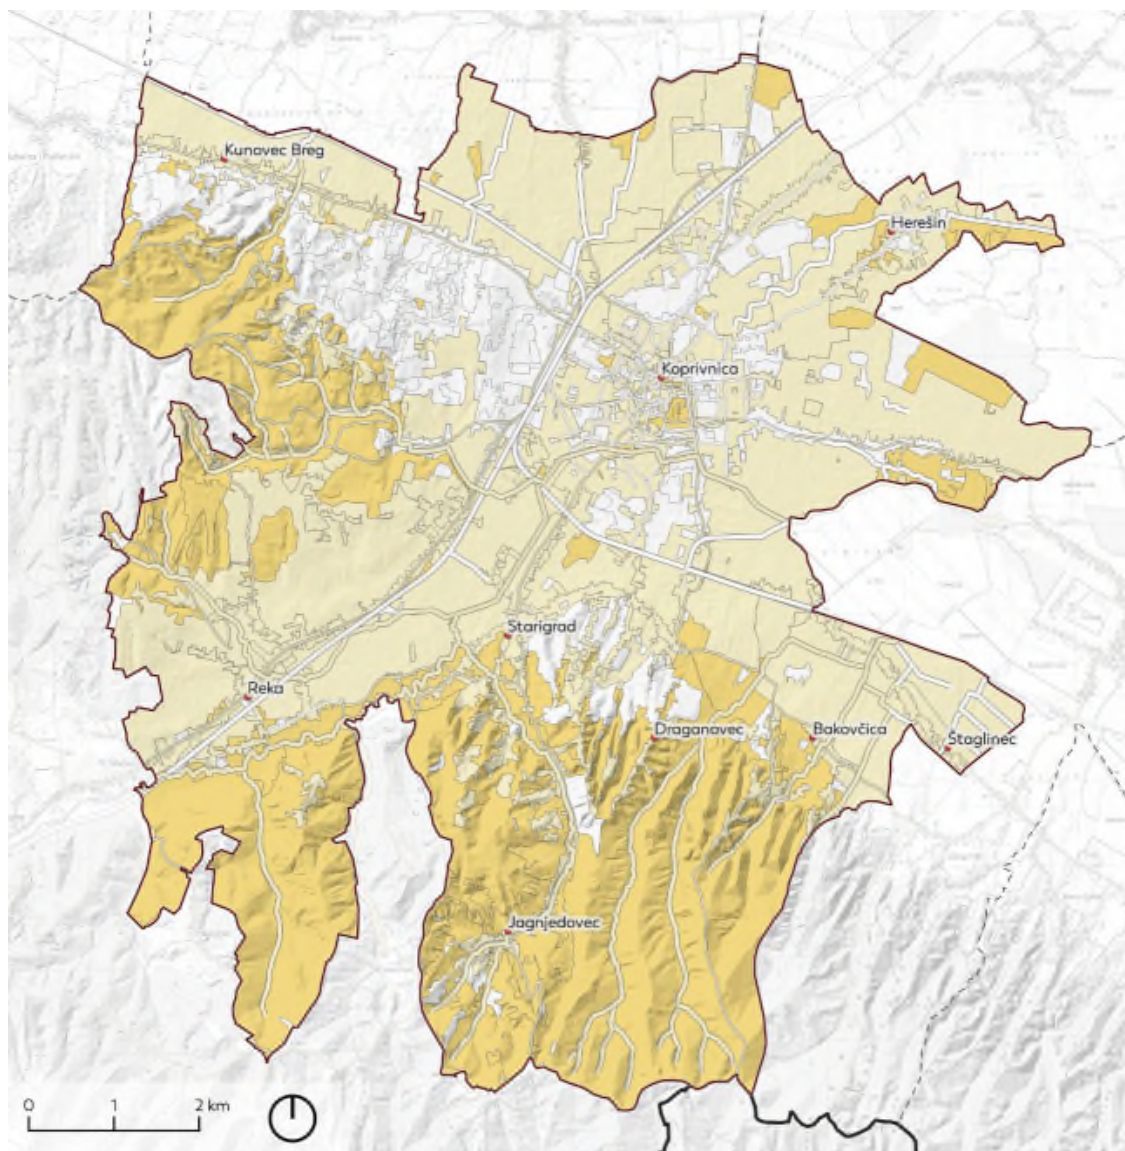 Kunovec Breg
Herešin
Koprivnica
Starigrad
Reka
Draganovec
Bakovčica
Štaglinec
Jagnjedovec
0 1 2 km